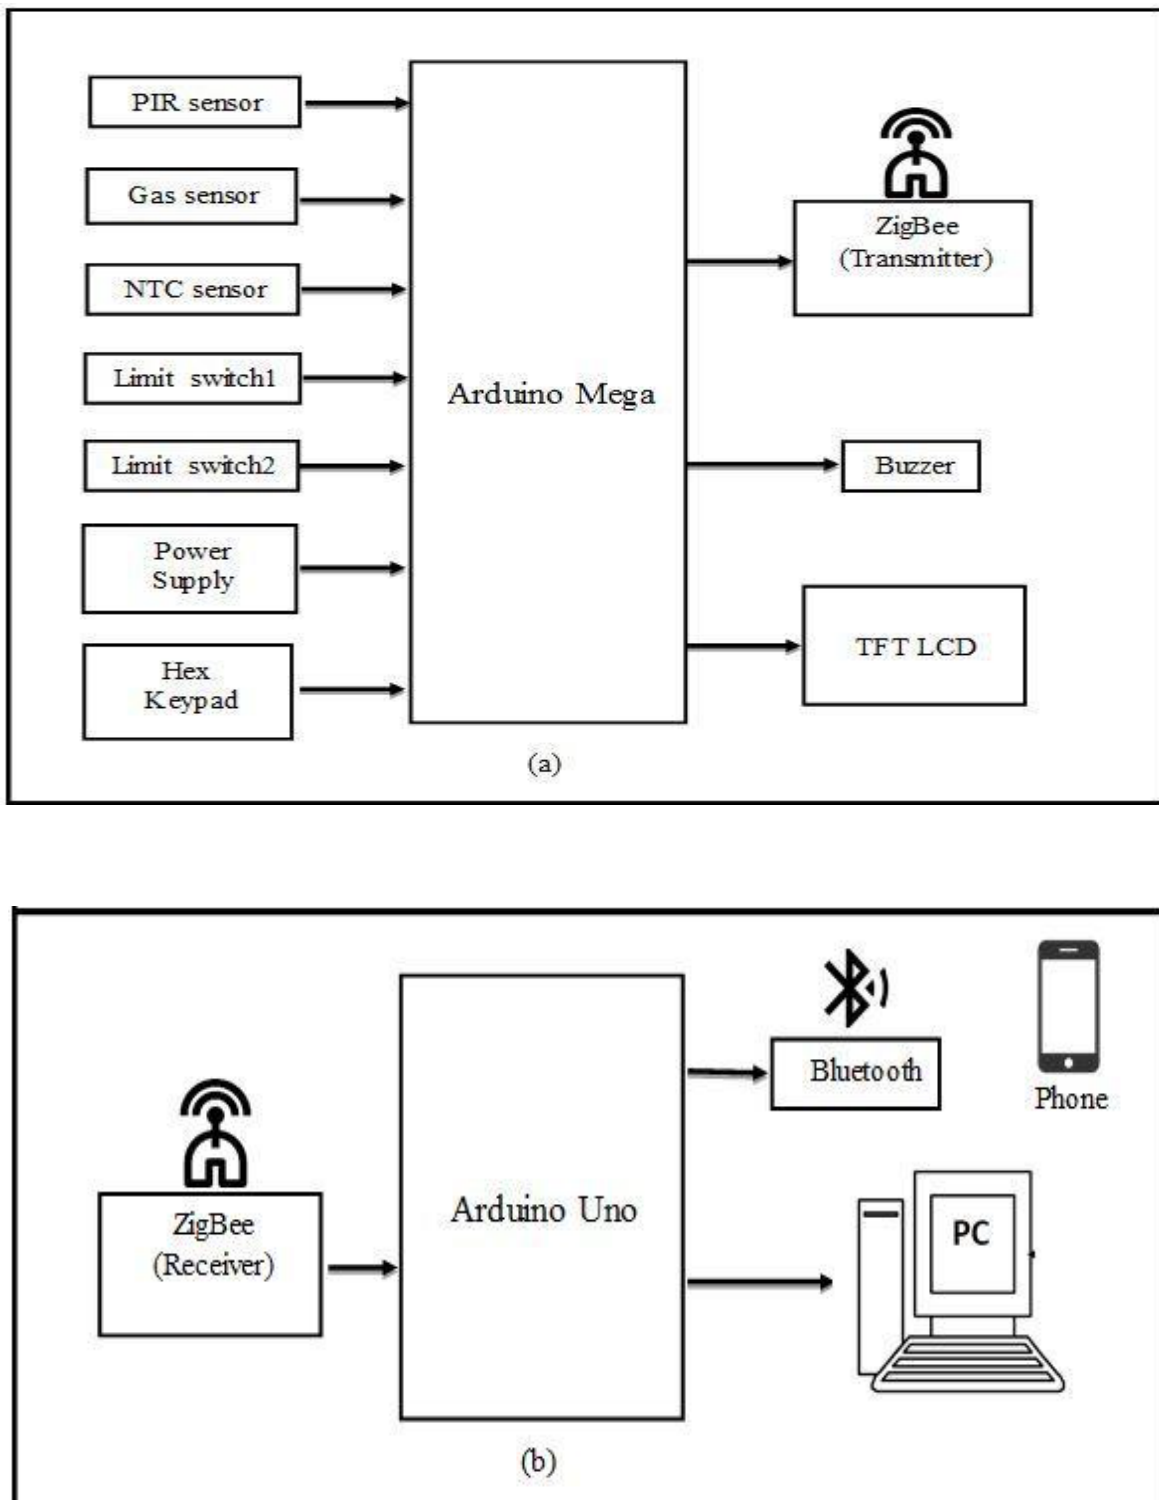 PIR sensor
Gas sensor
NTC sensor
Limit switch1
Limit switch2
Power
Supply
Hex
Keypad
Arduino Mega
ZigBee
(Transmitter)
Buzzer
TFT LCD
(a)
ZigBee
(Receiver)
Arduino Uno
Bluetooth
Phone
PC
(b)